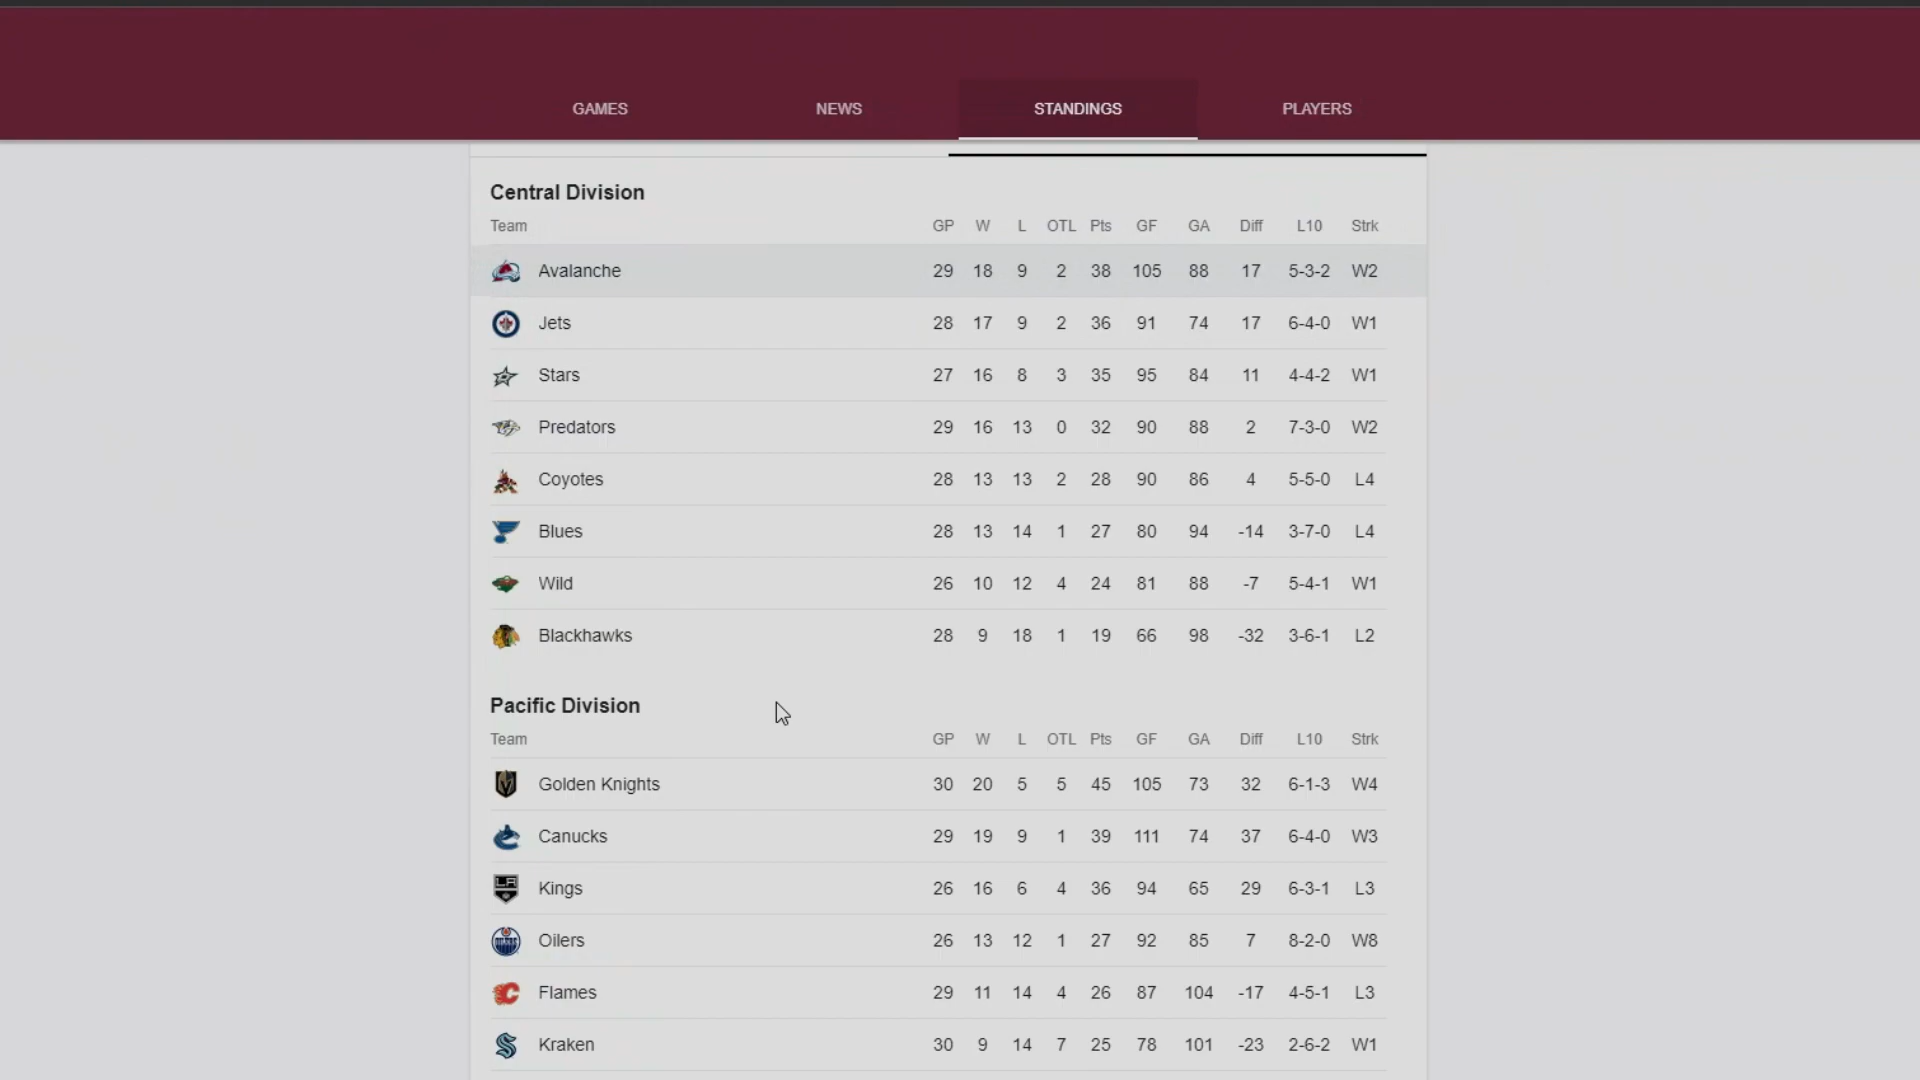 GAMES NEWS STANDINGS PLAYERS
Central Division
Team GP W L OTL Pts GF GA Diff L10 Strk
Avalanche 29 18 9 2 38 105 88 17 5-3-2 W2
Jets 28 17 9 2 36 91 74 17 6-4-0 W1
Stars 27 16 8 3 35 95 84 11 4-4-2 W1
Predators 29 16 13 0 32 90 88 2 7-3-0 W2
Coyotes 28 13 13 2 28 90 86 4 5-5-0 L4
Blues 28 13 14 1 27 80 94 -14 3-7-0 L4
Wild 26 10 12 4 24 81 88 -7 5-4-1 W1
Blackhawks 28 9 18 1 19 66 98 -32 3-6-1 L2
Pacific Division
Team GP W L OTL Pts GF GA Diff L10 Strk
Golden Knights 30 20 5 5 45 105 73 32 6-1-3 W4
Canucks 29 19 9 1 39 111 74 37 6-4-0 W3
LA
Kings 26 16 6 4 36 94 65 29 6-3-1 L3
OILERS
Oilers 26 13 12 1 27 92 85 7 8-2-0 W8
Flames 29 11 14 4 26 87 104 -17 4-5-1 L3
Kraken 30 9 14 7 25 78 101 -23 2-6-2 W1